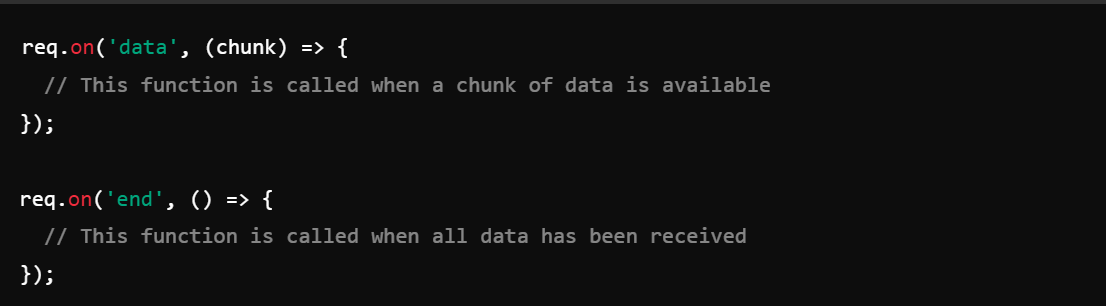 req.on('data', (chunk) => {
  // This function is called when a chunk of data is available
});

req.on('end', () => {
  // This function is called when all data has been received
});